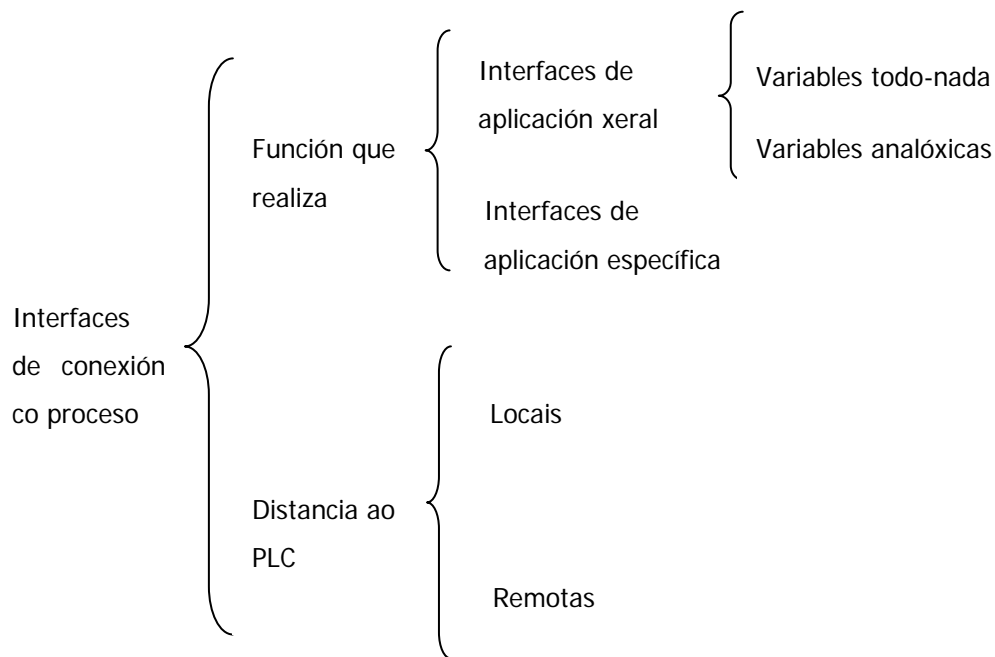 Interfaces
de conexión
co proceso
Función que
realiza
Interfaces de
aplicación xeral
Variables todo-nada
Variables analóxicas
Interfaces de
aplicación específica
Distancia ao
PLC
Locais
Remotas